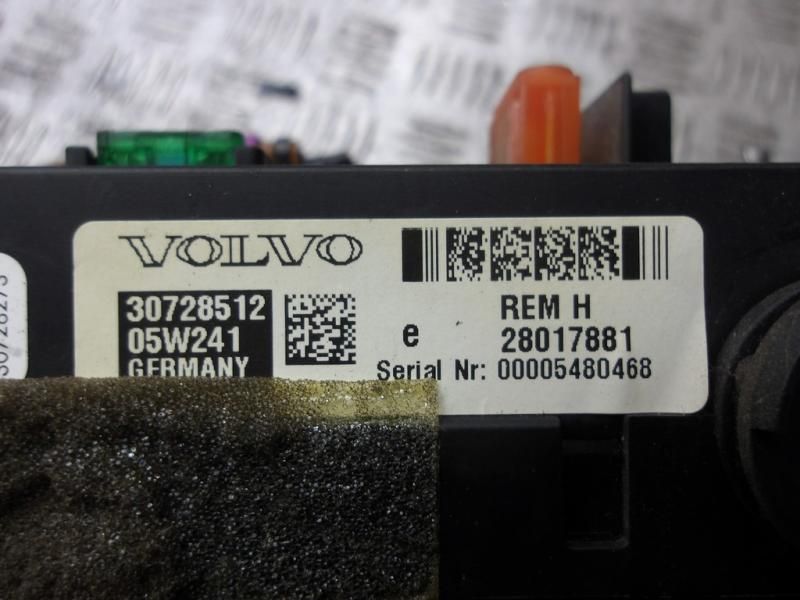 VOLVO
30728512
05W241
GERMANY
REM H
e 28017881
Serial Nr: 00005480468